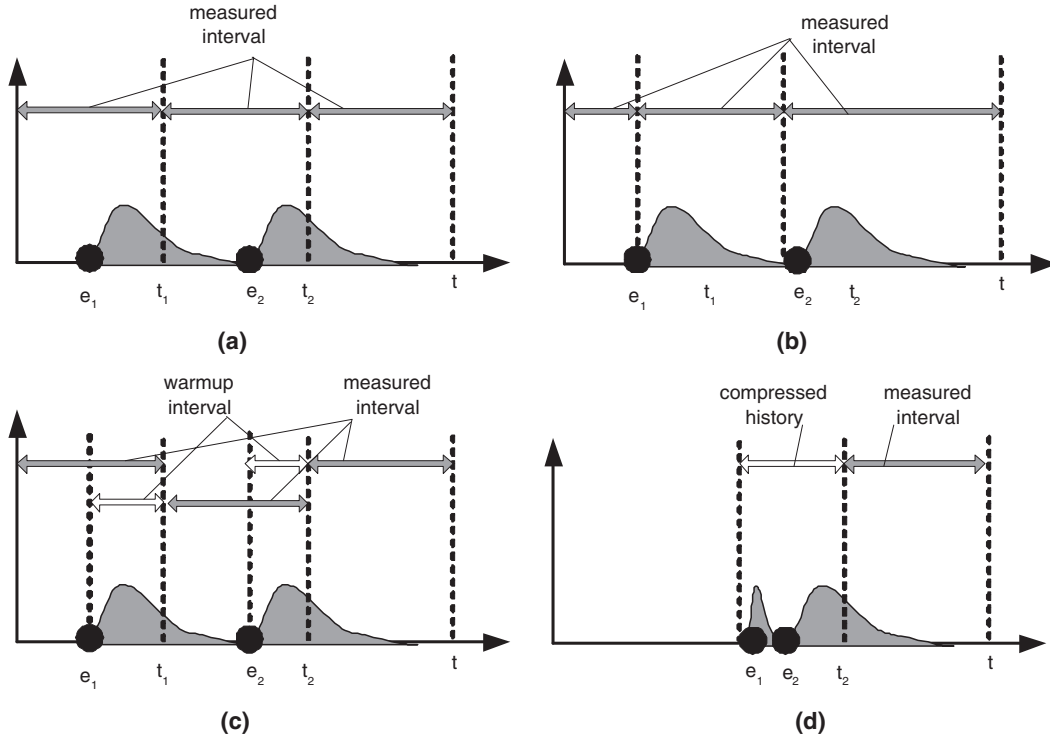 measured
interval
e1
t1
e2
t2
t
(a)
measured
interval
e1
t1
e2
t2
t
(b)
warmup
interval
measured
interval
e1
t1
e2
t2
t
(c)
compressed
history
measured
interval
e1
e2
t2
t
(d)